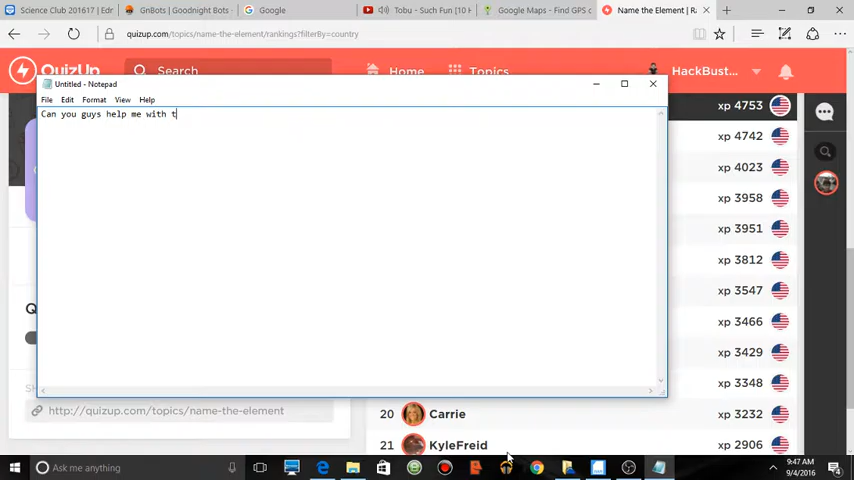 Science Club 201617 | Edr
GnBots | Goodnight Bots -
Google
Tobu - Such Fun [10 H
Google Maps - Find GPS c
Name the Element | Ra
quizup.com/topics/name-the-element/rankings?filterBy=country
QuizUp
Search
Home
Topics
HackBust...
Untitled - Notepad
File Edit Format View Help
Can you guys help me with t
xp 4753
xp 4742
xp 4023
xp 3958
xp 3951
xp 3812
xp 3547
xp 3466
xp 3429
xp 3348
http://quizup.com/topics/name-the-element
20 Carrie xp 3232
21 KyleFreid xp 2906
Ask me anything
4
9:47 AM
9/4/2016